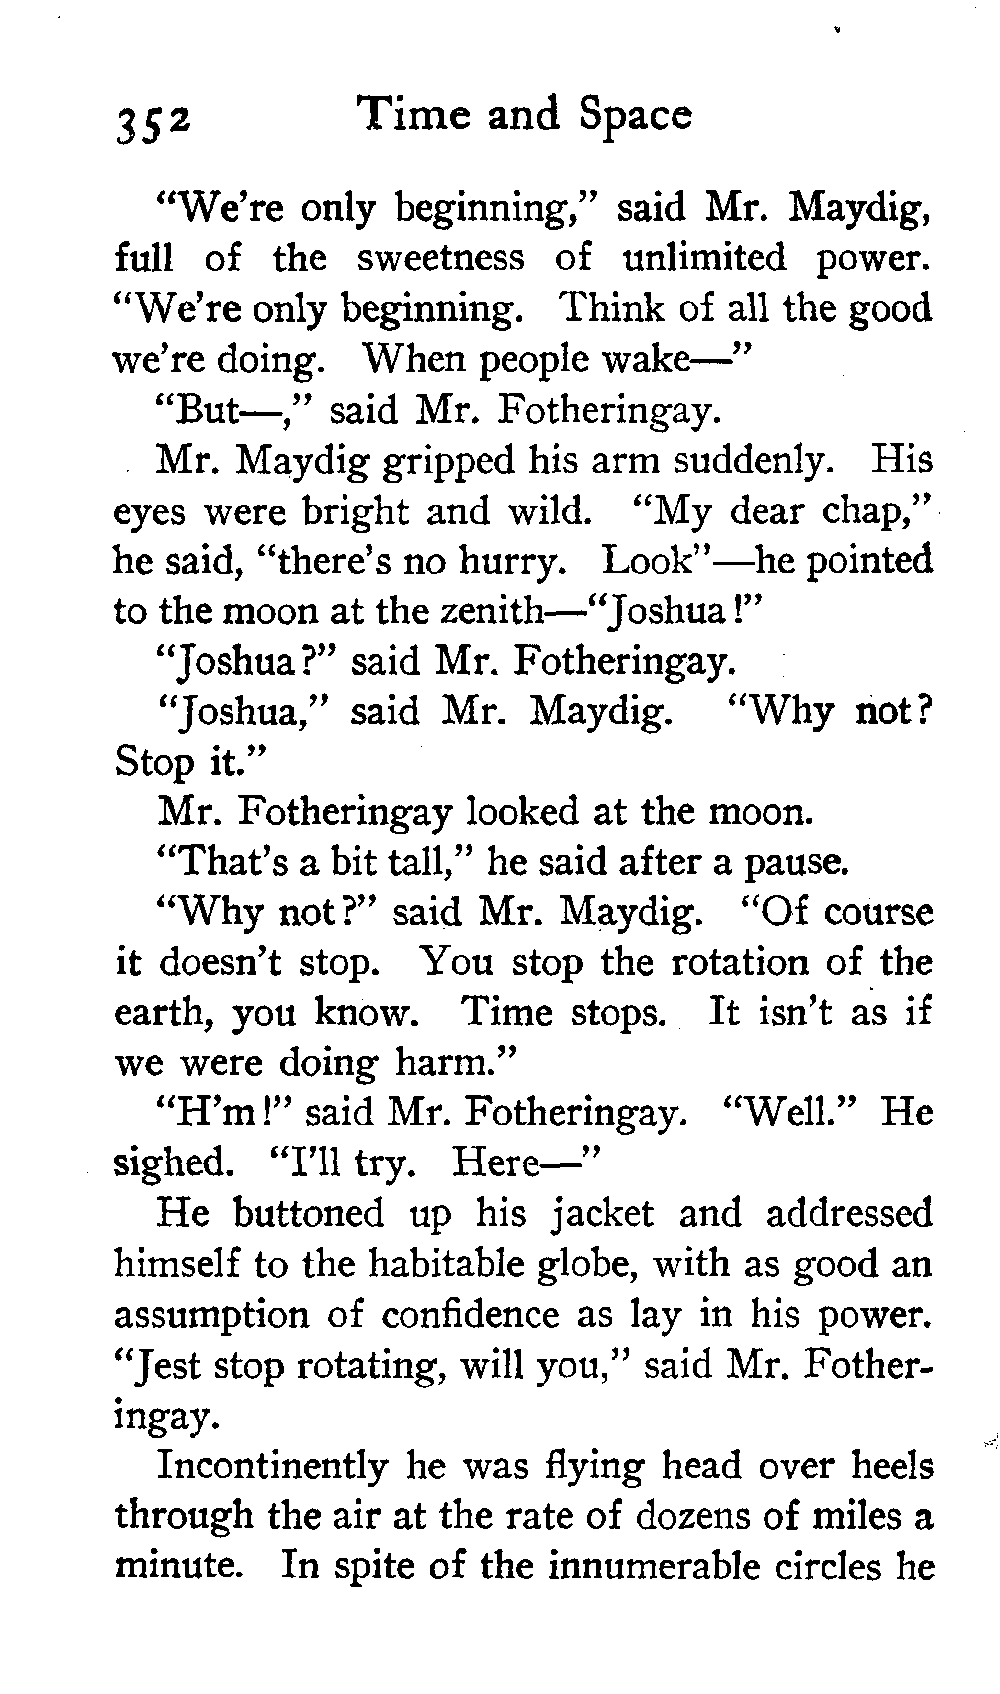 352 Time and Space
“We’re only beginning,” said Mr. Maydig,
full of the sweetness of unlimited power.
“We’re only beginning. Think of all the good
we’re doing. When people wake—”
“But—,” said Mr. Fotheringay.
Mr. Maydig gripped his arm suddenly. His
eyes were bright and wild. “My dear chap,”
he said, “there’s no hurry. Look”—he pointed
to the moon at the zenith—“Joshua!”
“Joshua?” said Mr. Fotheringay.
“Joshua,” said Mr. Maydig. “Why not?
Stop it.”
Mr. Fotheringay looked at the moon.
“That’s a bit tall,” he said after a pause.
“Why not?” said Mr. Maydig. “Of course
it doesn’t stop. You stop the rotation of the
earth, you know. Time stops. It isn’t as if
we were doing harm.”
“H’m!” said Mr. Fotheringay. “Well.” He
sighed. “I’ll try. Here—”
He buttoned up his jacket and addressed
himself to the habitable globe, with as good an
assumption of confidence as lay in his power.
“Jest stop rotating, will you,” said Mr. Fother-
ingay.
Incontinently he was flying head over heels
through the air at the rate of dozens of miles a
minute. In spite of the innumerable circles he